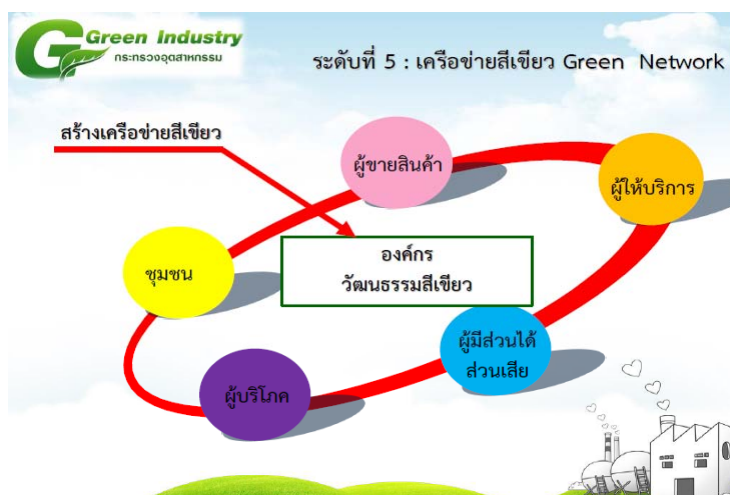 Green Industry
กระทรวงอุตสาหกรรม
ระดับที่ 5 : เครือข่ายสีเขียว Green Network
สร้างเครือข่ายสีเขียว
ผู้ขายสินค้า
ผู้ให้บริการ
ชุมชน
องค์กร
วัฒนธรรมสีเขียว
ผู้มีส่วนได้
ส่วนเสีย
ผู้บริโภค